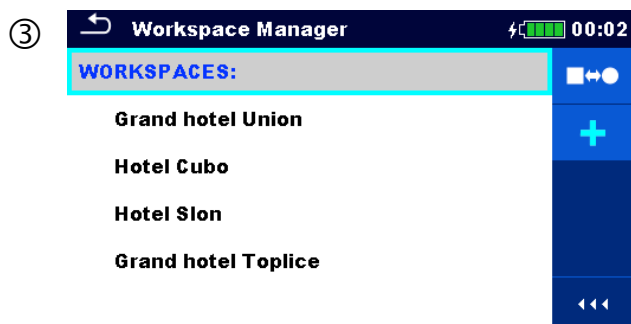 ③
Workspace Manager 00:02
WORKSPACES:
Grand hotel Union
Hotel Cubo
Hotel Slon
Grand hotel Toplice